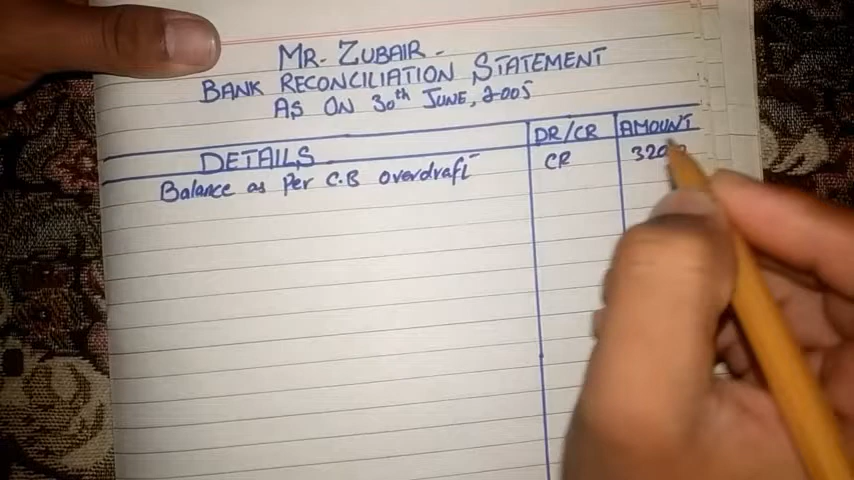 MR. ZUBAIR
BANK RECONCILIATION STATEMENT
AS ON 30th JUNE, 2005
DETAILS DR/CR AMOUNT
Balance as Per C.B overdraft CR